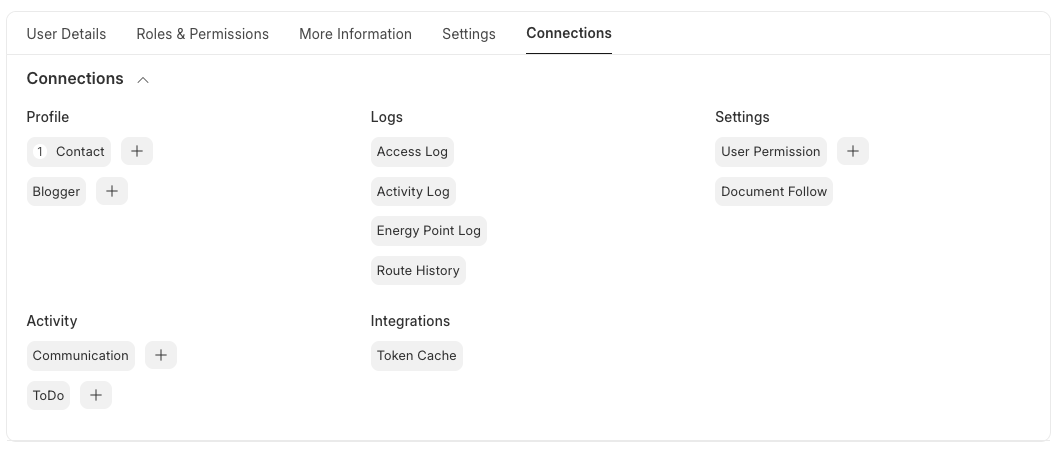 User Details Roles & Permissions More Information Settings Connections
Connections
Profile
1 Contact
Blogger
Logs
Access Log
Activity Log
Energy Point Log
Route History
Settings
User Permission
Document Follow
Activity
Communication
ToDo
Integrations
Token Cache